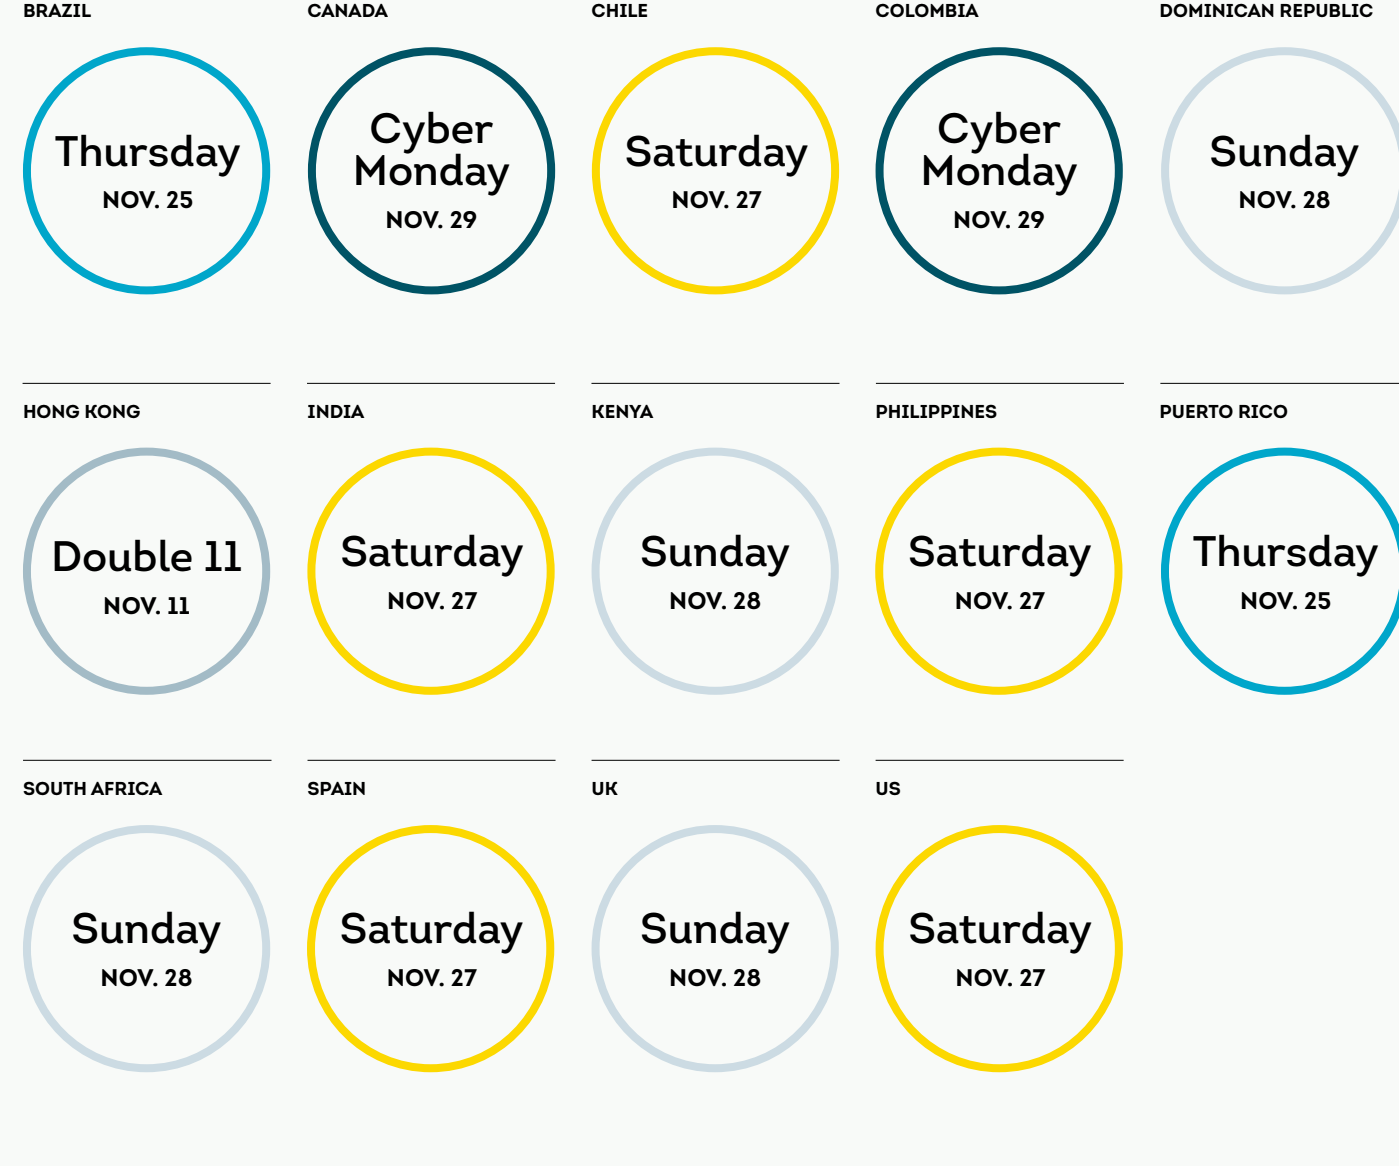 BRAZIL
CANADA
CHILE
COLOMBIA
DOMINICAN REPUBLIC
Thursday
NOV. 25
Cyber
Monday
NOV. 29
Saturday
NOV. 27
Cyber
Monday
NOV. 29
Sunday
NOV. 28
HONG KONG
INDIA
KENYA
PHILIPPINES
PUERTO RICO
Double 11
NOV. 11
Saturday
NOV. 27
Sunday
NOV. 28
Saturday
NOV. 27
Thursday
NOV. 25
SOUTH AFRICA
SPAIN
UK
US
Sunday
NOV. 28
Saturday
NOV. 27
Sunday
NOV. 28
Saturday
NOV. 27